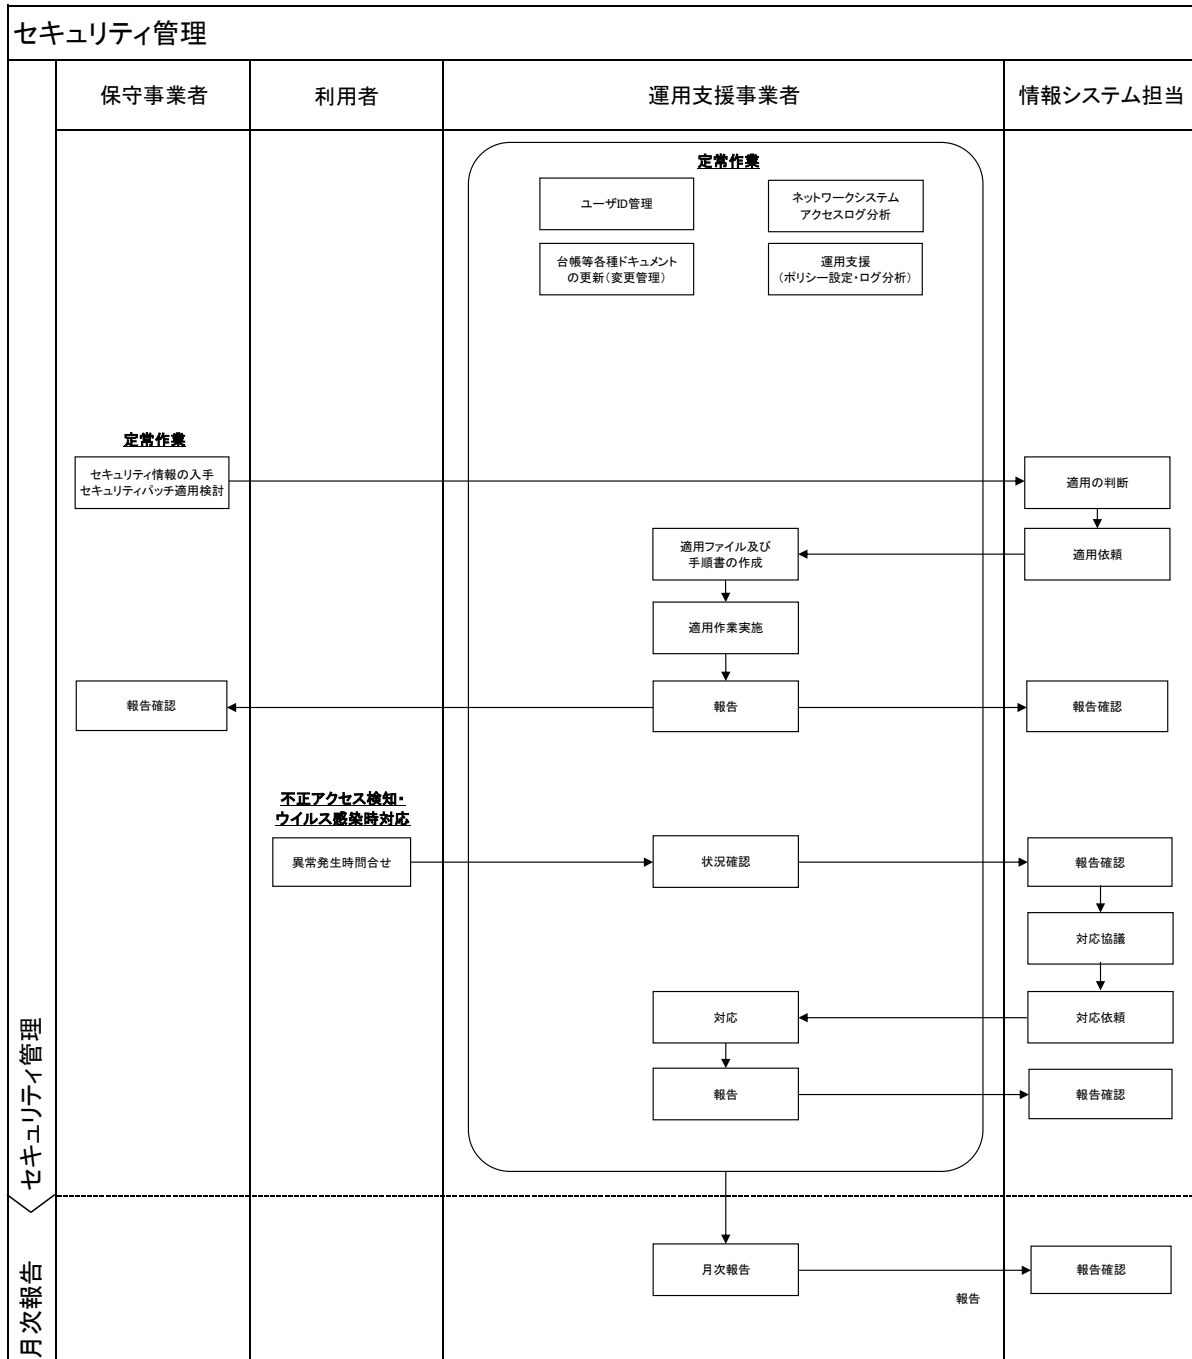 セキュリティ管理
保守事業者
利用者
運用支援事業者
情報システム担当
定常作業
ユーザID管理
ネットワークシステム
アクセスログ分析
台帳等各種ドキュメント
の更新(変更管理)
運用支援
(ポリシー設定・ログ分析)
定常作業
セキュリティ情報の入手
セキュリティパッチ適用検討
適用の判断
適用ファイル及び
手順書の作成
適用依頼
適用作業実施
報告確認
報告
報告確認
不正アクセス検知・
ウイルス感染時対応
異常発生時問合せ
状況確認
報告確認
対応協議
対応
対応依頼
報告
報告確認
セキュリティ管理
月次報告
報告確認
報告
月次報告